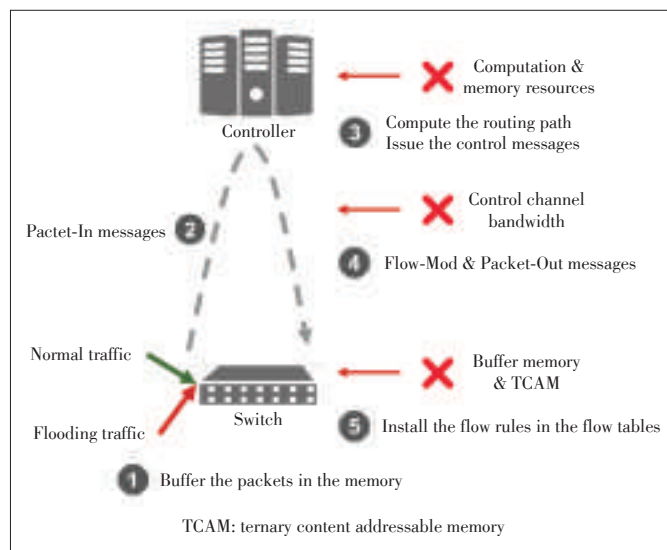 Computation &
memory resources
Controller
3 Compute the routing path
Issue the control messages
Control channel
bandwidth
Pactet-In messages 2
4 Flow-Mod & Packet-Out messages
Normal traffic
Buffer memory
& TCAM
Switch
Flooding traffic
5 Install the flow rules in the flow tables
1 Buffer the packets in the memory
TCAM: ternary content addressable memory